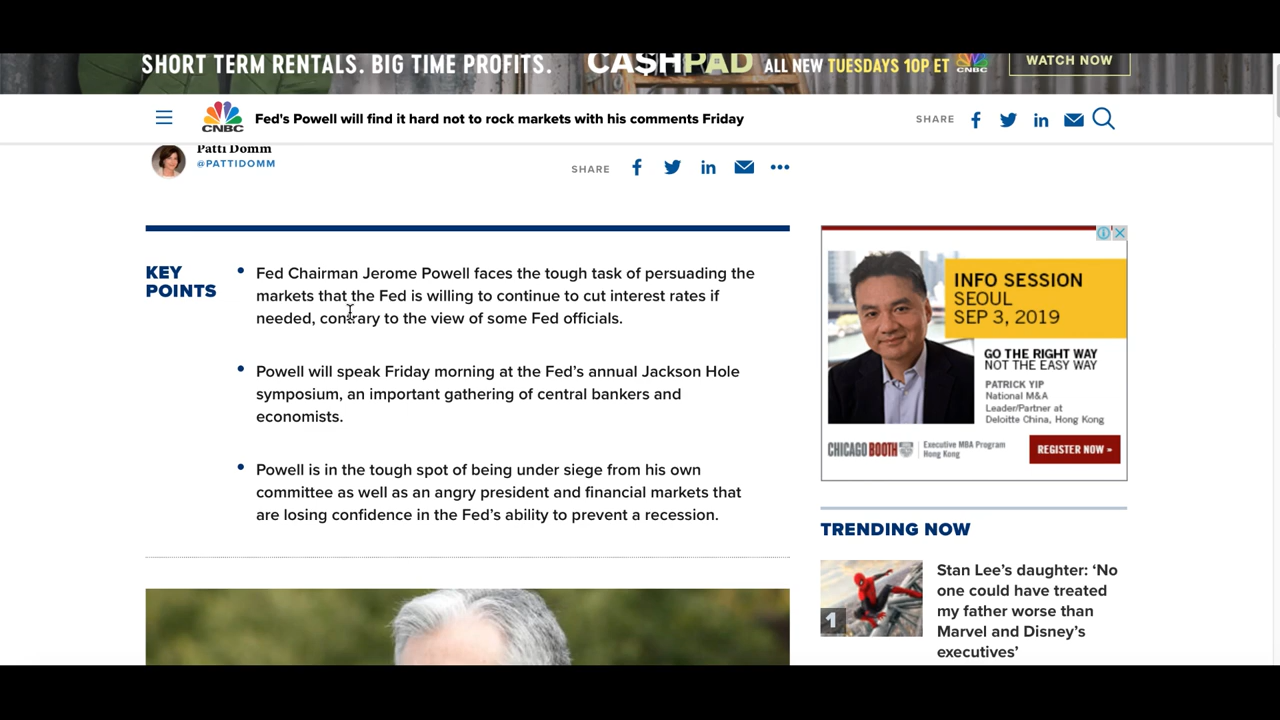 SHORT TERM RENTALS. BIG TIME PROFITS.
CA$HPAD
ALL NEW TUESDAYS 10P ET
CNBC
WATCH NOW
CNBC
Fed's Powell will find it hard not to rock markets with his comments Friday
SHARE
Patti Domm
@PATTIDOMM
SHARE
KEY
POINTS
Fed Chairman Jerome Powell faces the tough task of persuading the
markets that the Fed is willing to continue to cut interest rates if
needed, contrary to the view of some Fed officials.
Powell will speak Friday morning at the Fed’s annual Jackson Hole
symposium, an important gathering of central bankers and
economists.
Powell is in the tough spot of being under siege from his own
committee as well as an angry president and financial markets that
are losing confidence in the Fed’s ability to prevent a recession.
INFO SESSION
SEOUL
SEP 3, 2019
GO THE RIGHT WAY
NOT THE EASY WAY
PATRICK YIP
National M&A
Leader/Partner at
Deloitte China, Hong Kong
CHICAGO BOOTH
Executive MBA Program
Hong Kong
REGISTER NOW »
TRENDING NOW
1
Stan Lee’s daughter: ‘No
one could have treated
my father worse than
Marvel and Disney’s
executives’